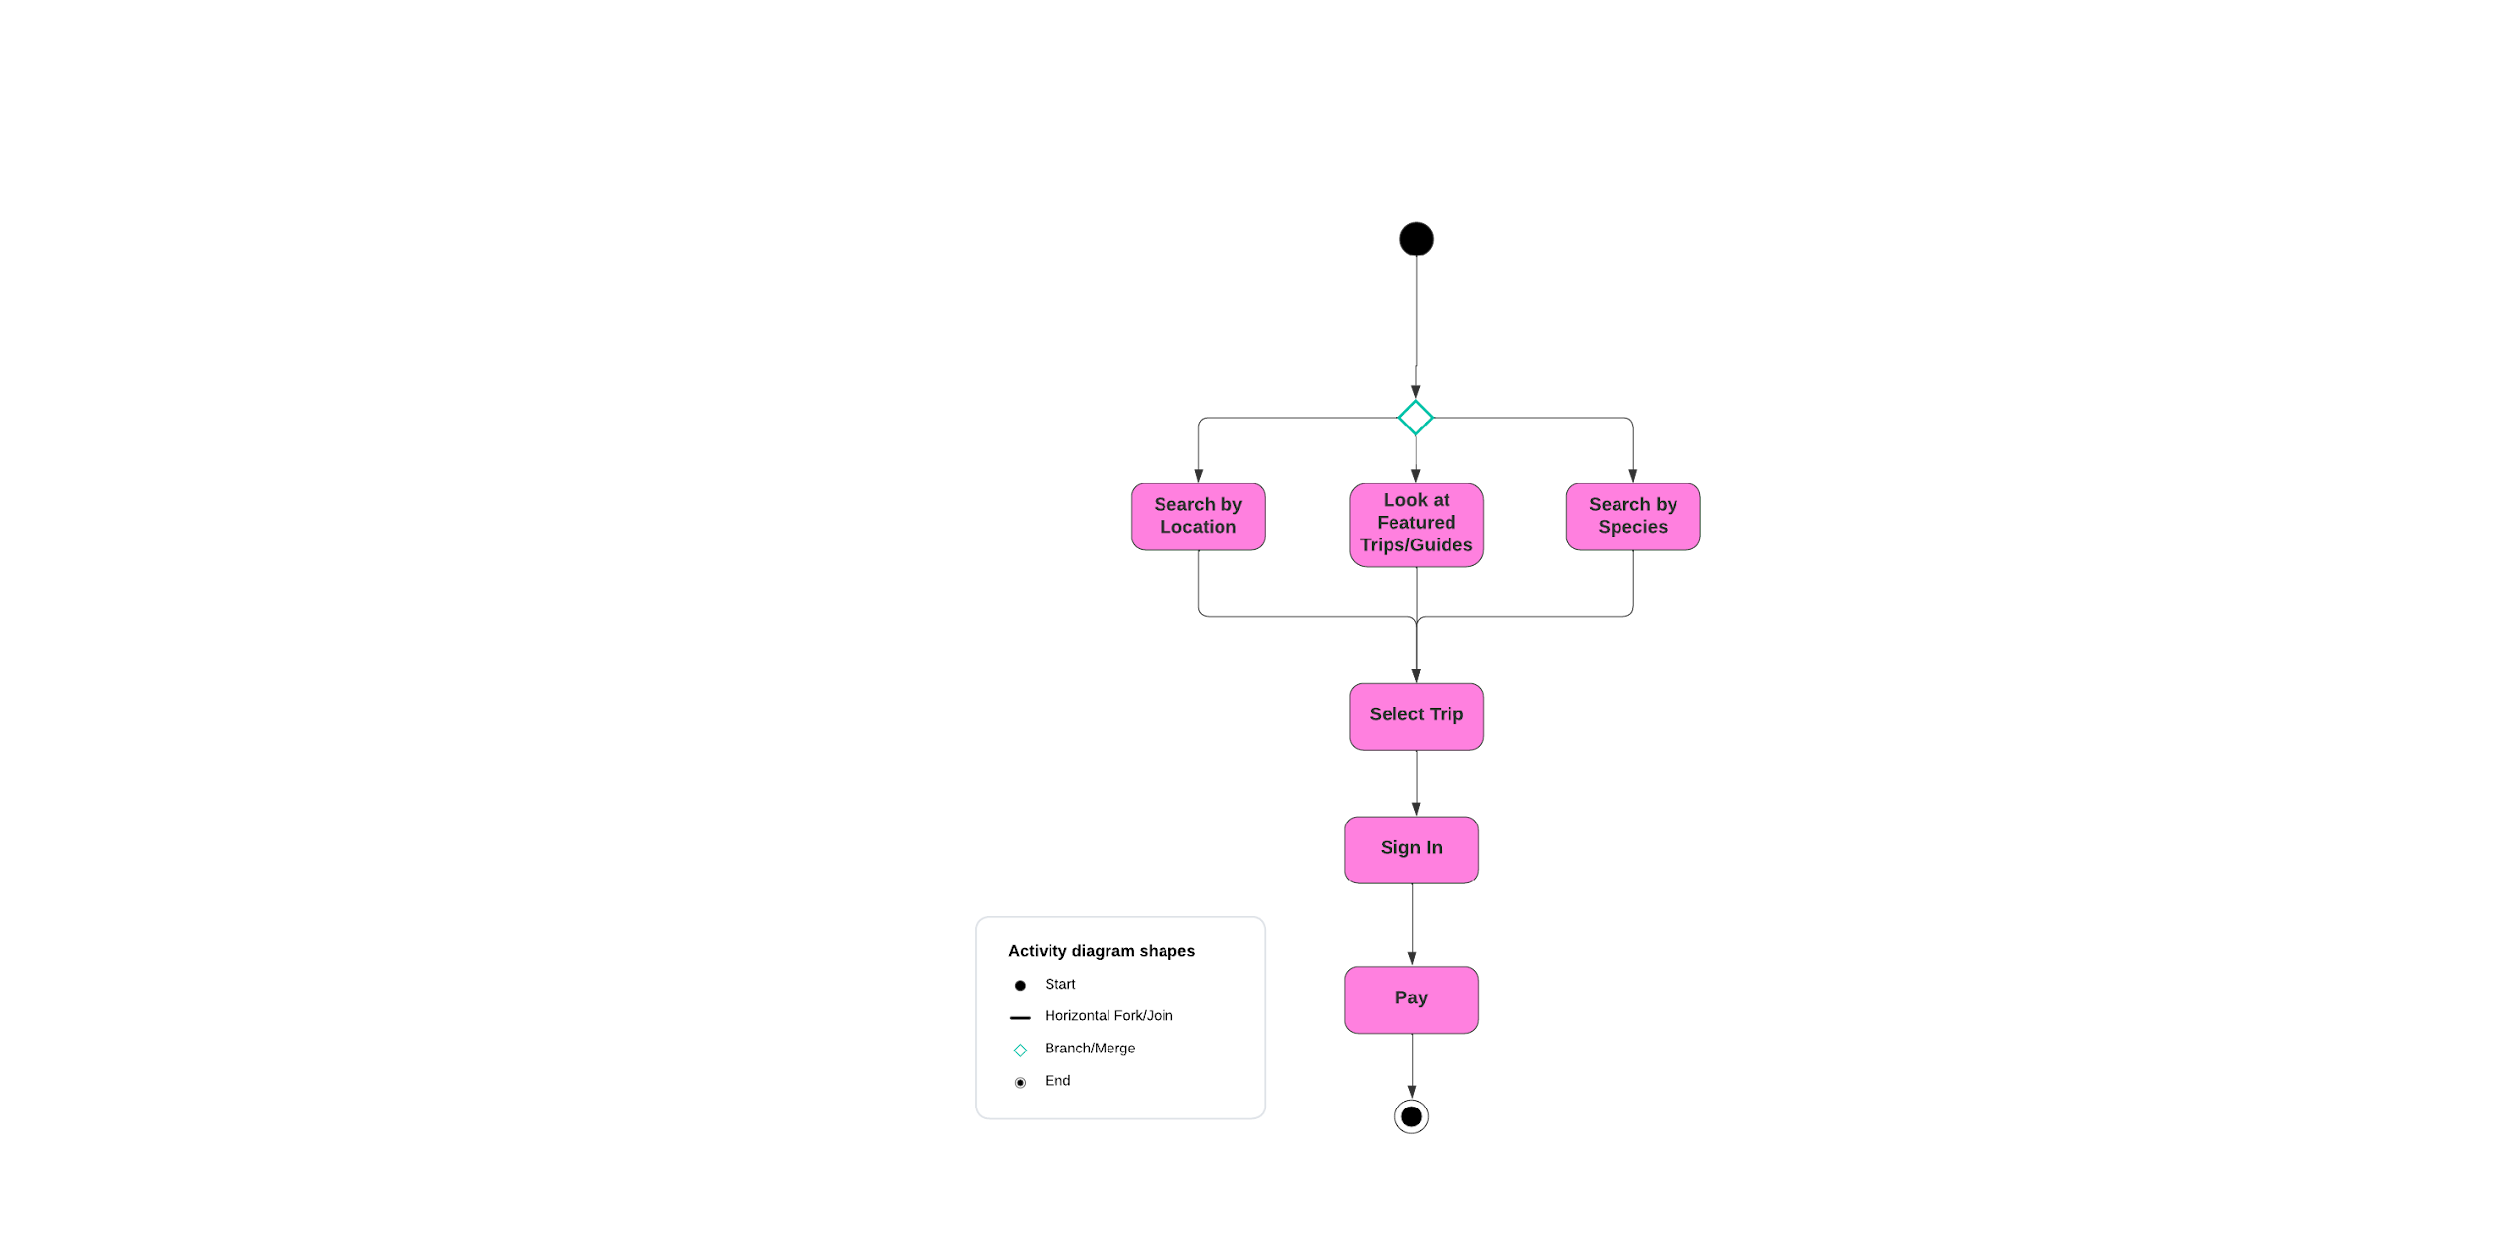 Search by
Location
Look at
Featured
Trips/Guides
Search by
Species
Select Trip
Sign In
Pay
Activity diagram shapes
Start
Horizontal Fork/Join
Branch/Merge
End